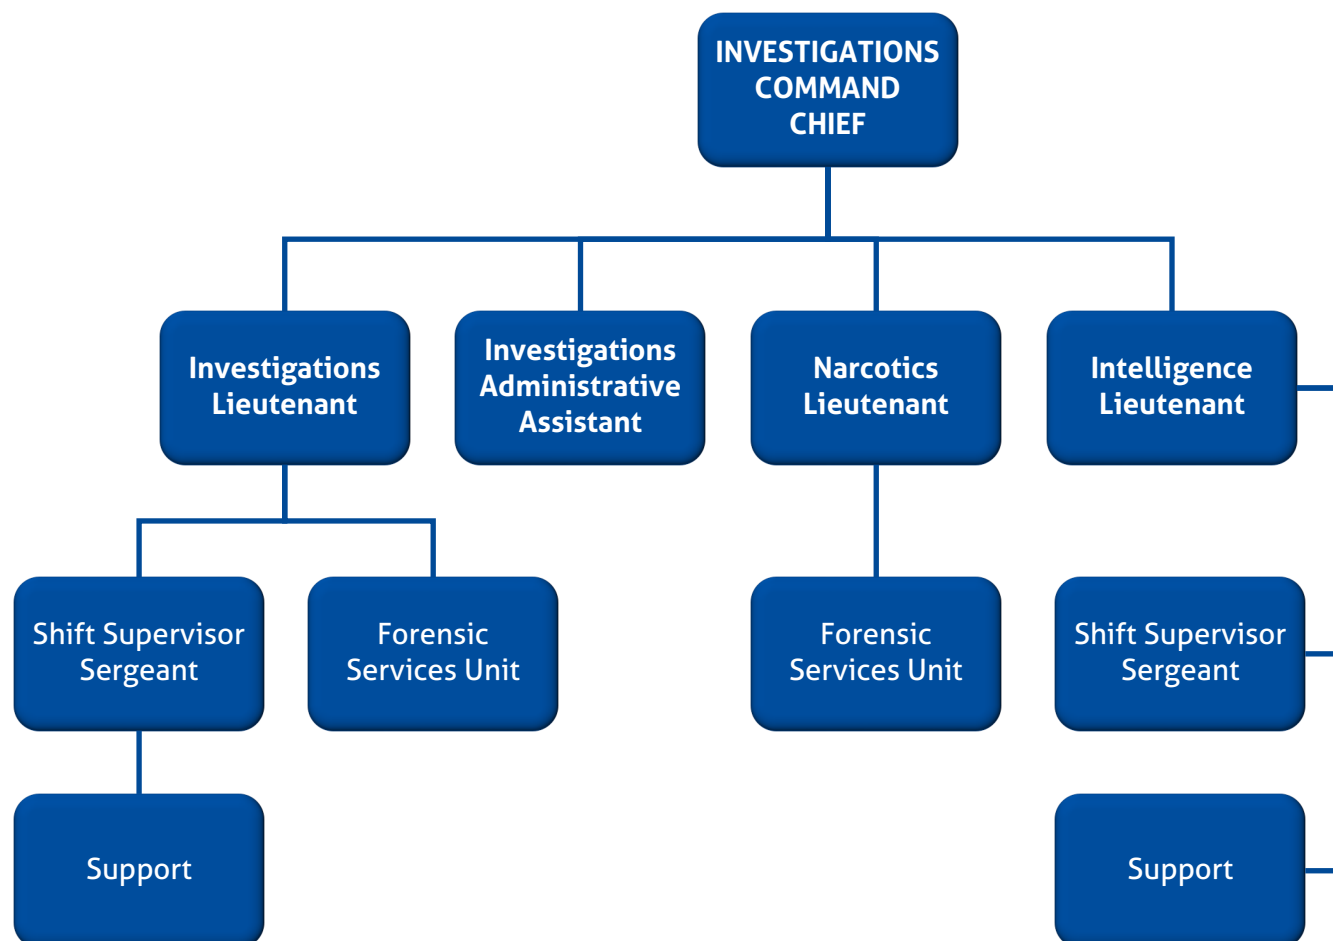 INVESTIGATIONS
COMMAND
CHIEF
Investigations
Lieutenant
Investigations
Administrative
Assistant
Narcotics
Lieutenant
Intelligence
Lieutenant
Shift Supervisor
Sergeant
Forensic
Services Unit
Forensic
Services Unit
Shift Supervisor
Sergeant
Support
Support